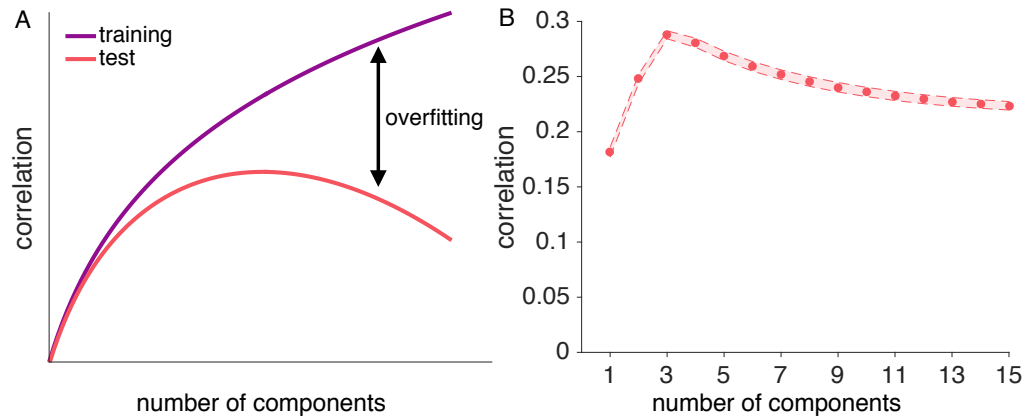 A
training
test
overfitting
correlation
number of components
B
0.3
0.25
0.2
0.15
0.1
0.05
0
correlation
1 3 5 7 9 11 13 15
number of components